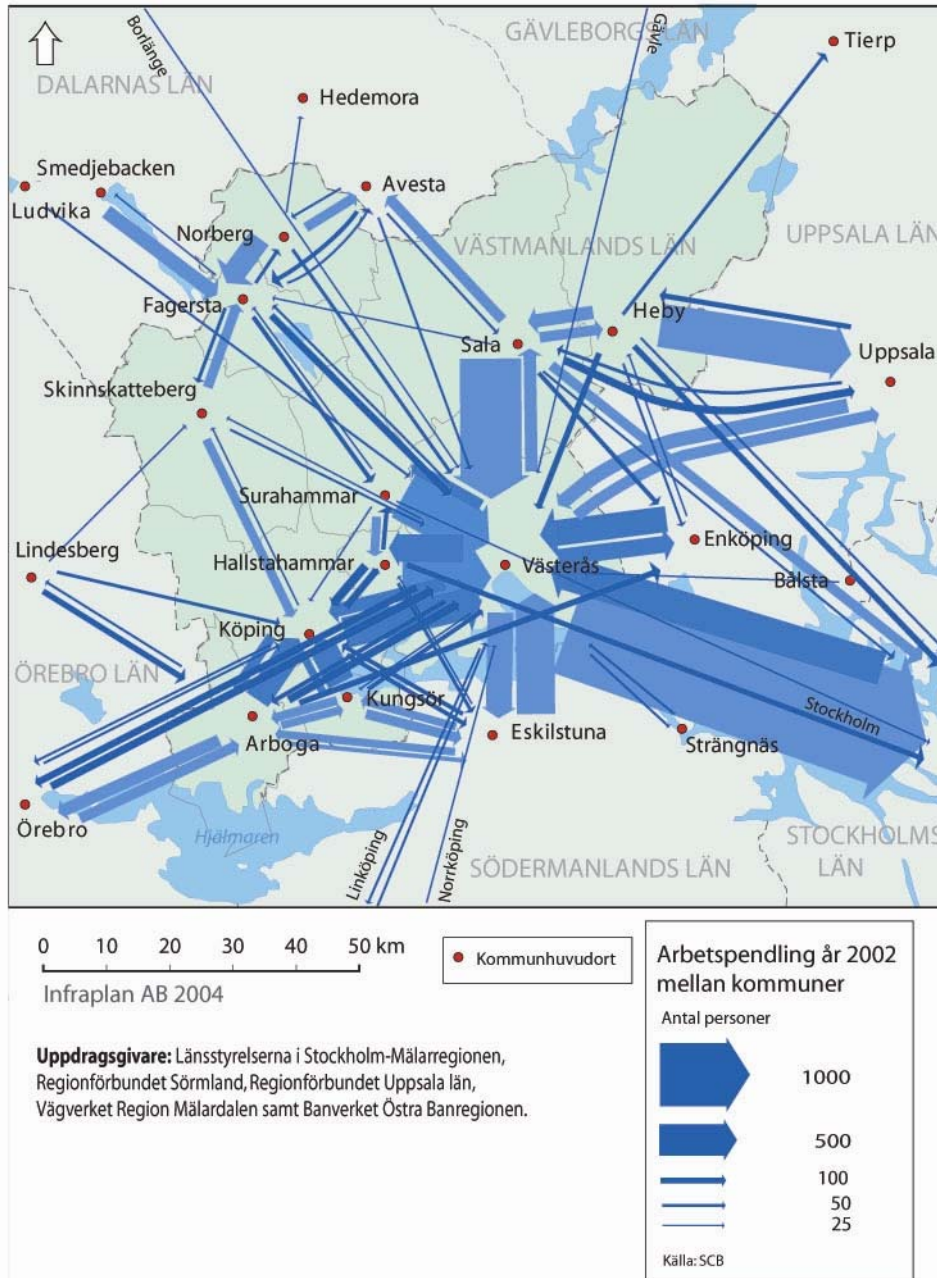 Borlänge
Gävle
GÄVLEBORGS LÄN
Tierp
DALARNAS LÄN
Hedemora
Smedjebacken
Avesta
Ludvika
Norberg
VÄSTMANLANDS LÄN
UPPSALA LÄN
Fagersta
Heby
Sala
Uppsala
Skinnskatteberg
Surahammar
Enköping
Lindesberg
Hallstahammar
Västerås
Bålsta
Köping
ÖREBRO LÄN
Kungsör
Stockholm
Arboga
Eskilstuna
Strängnäs
Örebro
Hjälmaren
Linköping
Norrköping
SÖDERMANLANDS LÄN
STOCKHOLMS
LÄN
0 10 20 30 40 50 km
Infraplan AB 2004
Kommunhuvudort
Uppdragsgivare: Länsstyrelserna i Stockholm-Mälarregionen,
Regionförbundet Sörmland, Regionförbundet Uppsala län,
Vägverket Region Mälardalen samt Banverket Östra Banregionen.
Arbetspendling år 2002
mellan kommuner
Antal personer
1000
500
100
50
25
Källa: SCB